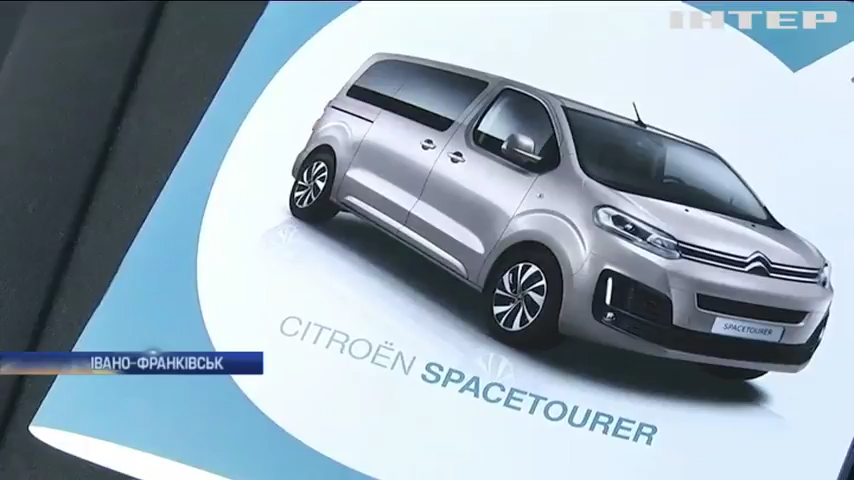 ІНТЕР
SPACETOURER
CITROËN SPACETOURER
ІВАНО-ФРАНКІВСЬК